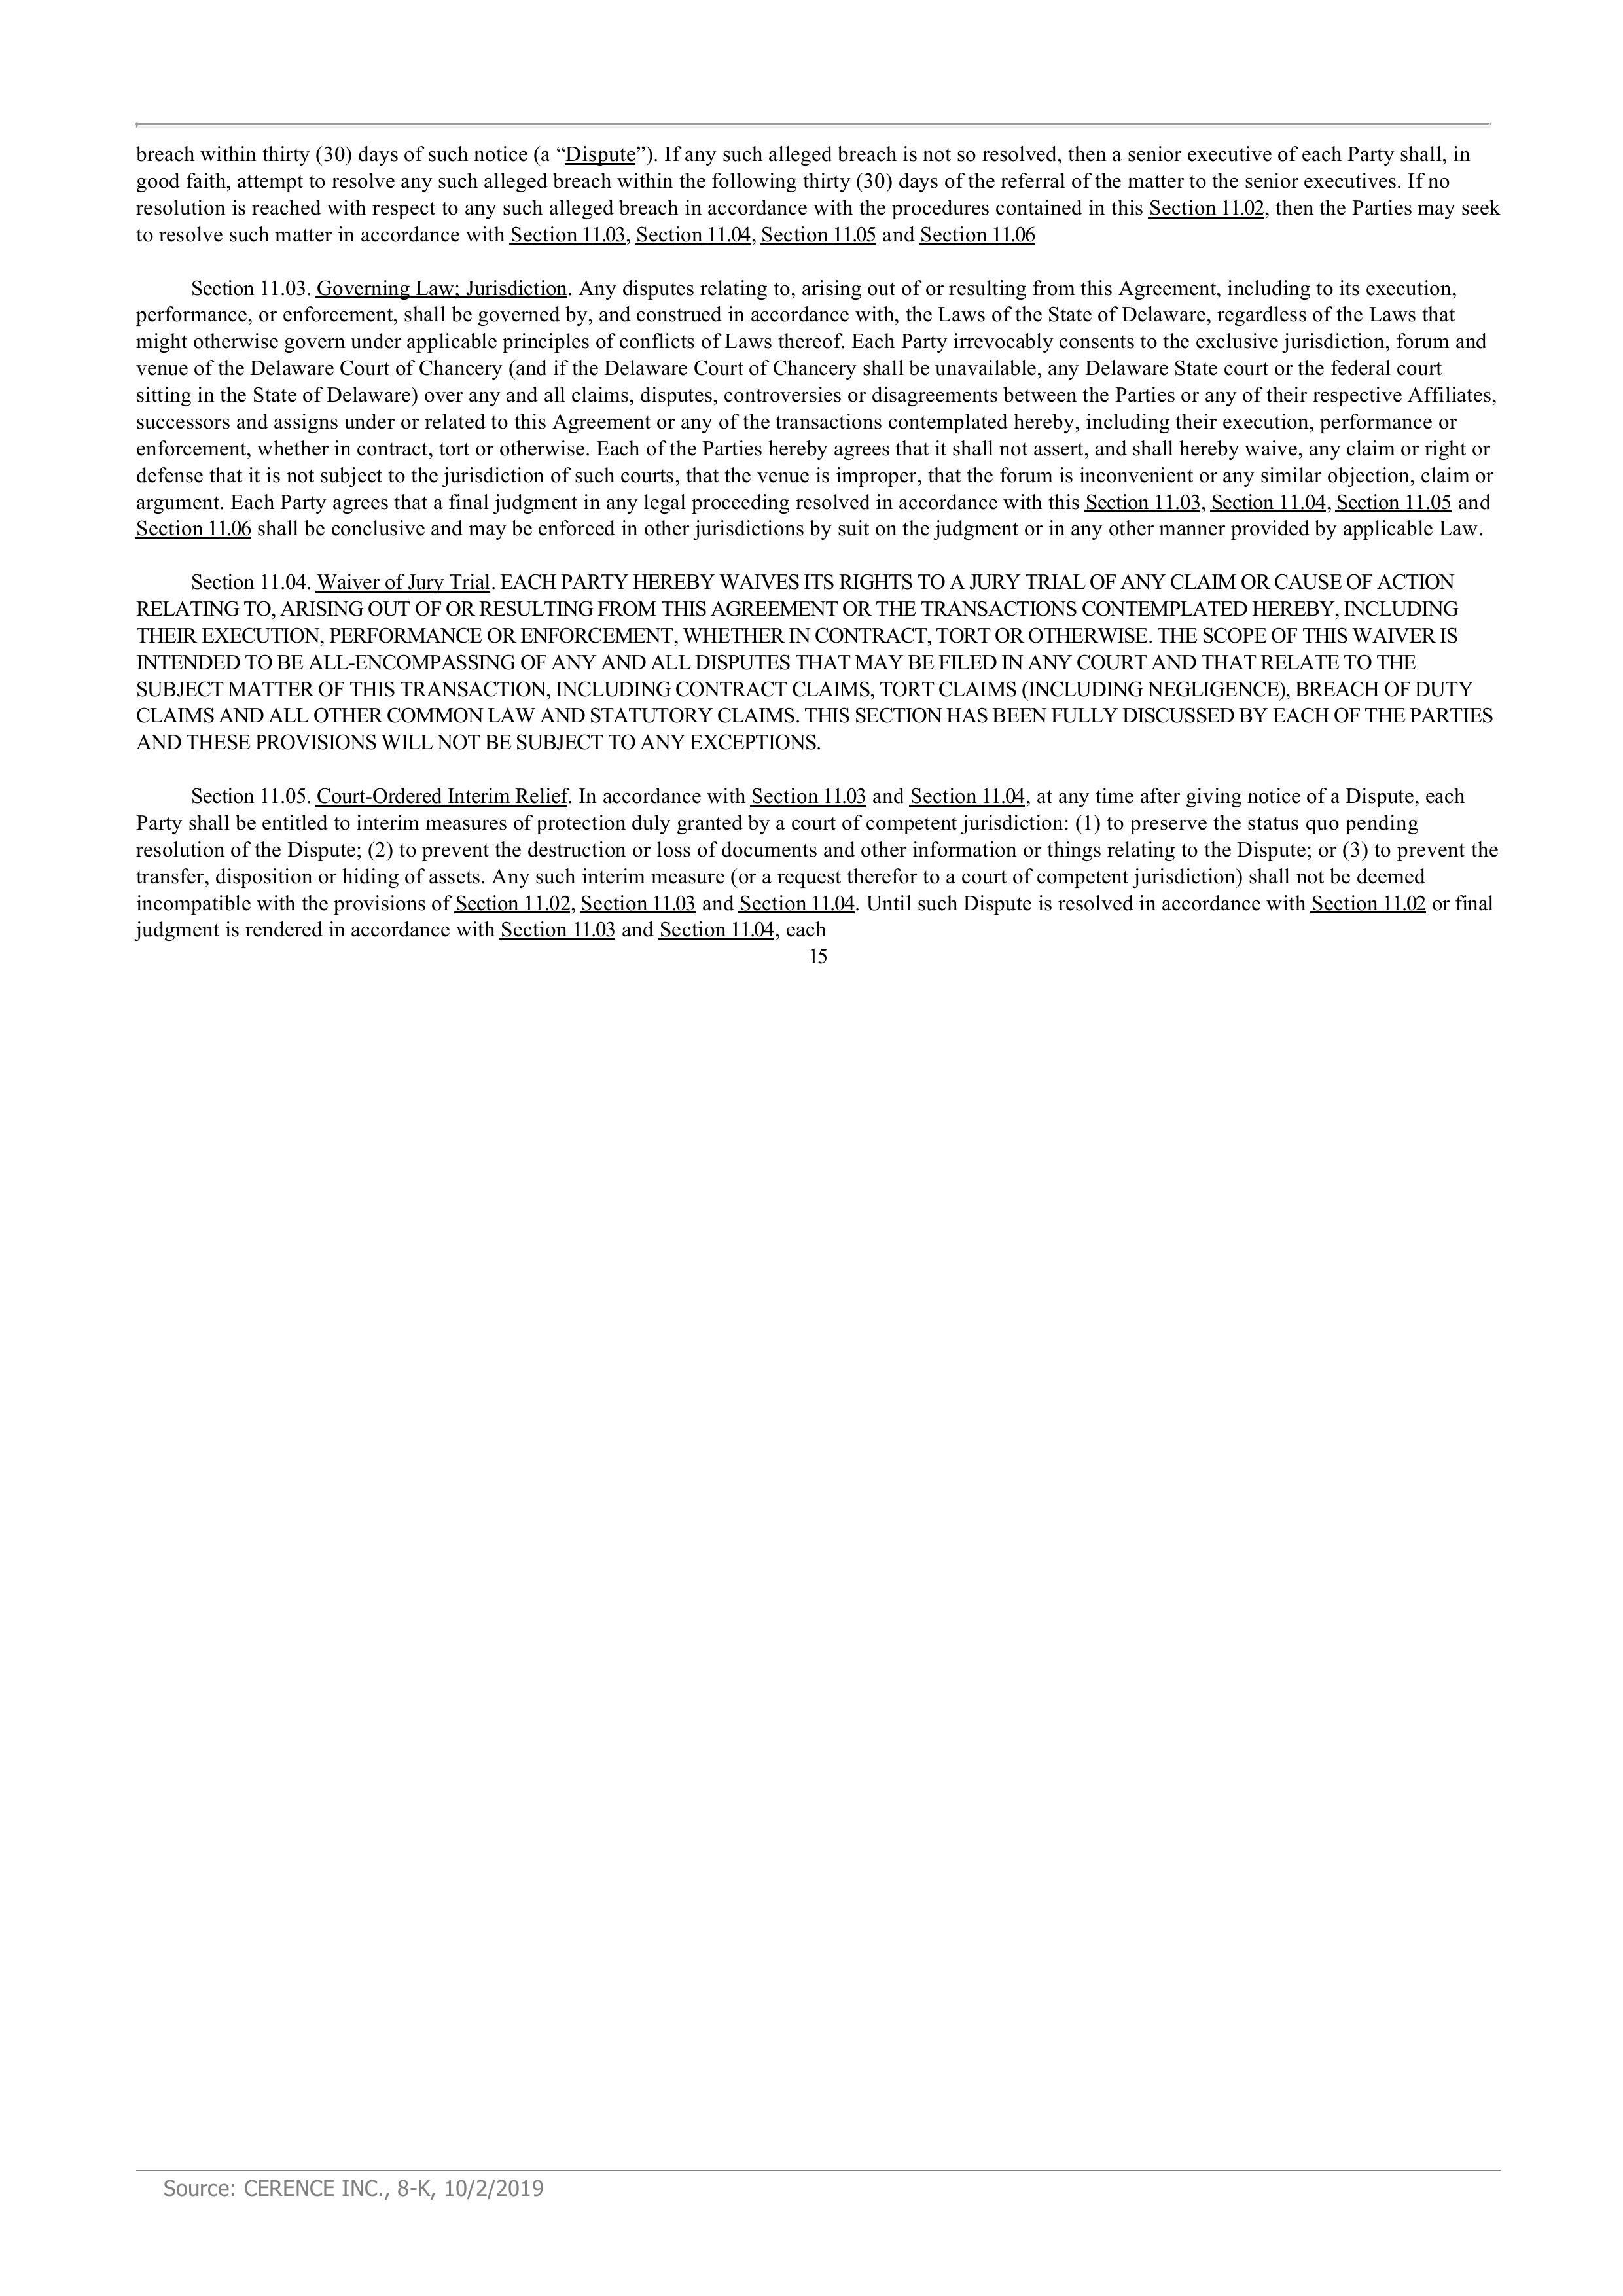 breach within thirty (30) days of such notice (a “Dispute”). If any such alleged breach is not so resolved, then a senior executive of each Party shall, in
good faith, attempt to resolve any such alleged breach within the following thirty (30) days of the referral of the matter to the senior executives. If no
resolution is reached with respect to any such alleged breach in accordance with the procedures contained in this Section 11.02, then the Parties may seek
to resolve such matter in accordance with Section 11.03, Section 11.04, Section 11.05 and Section 11.06
Section 11.03. Governing Law; Jurisdiction. Any disputes relating to, arising out of or resulting from this Agreement, including to its execution,
performance, or enforcement, shall be governed by, and construed in accordance with, the Laws of the State of Delaware, regardless of the Laws that
might otherwise govern under applicable principles of conflicts of Laws thereof. Each Party irrevocably consents to the exclusive jurisdiction, forum and
venue of the Delaware Court of Chancery (and if the Delaware Court of Chancery shall be unavailable, any Delaware State court or the federal court
sitting in the State of Delaware) over any and all claims, disputes, controversies or disagreements between the Parties or any of their respective Affiliates,
successors and assigns under or related to this Agreement or any of the transactions contemplated hereby, including their execution, performance or
enforcement, whether in contract, tort or otherwise. Each of the Parties hereby agrees that it shall not assert, and shall hereby waive, any claim or right or
defense that it is not subject to the jurisdiction of such courts, that the venue is improper, that the forum is inconvenient or any similar objection, claim or
argument. Each Party agrees that a final judgment in any legal proceeding resolved in accordance with this Section 11.03, Section 11.04, Section 11.05 and
Section 11.06 shall be conclusive and may be enforced in other jurisdictions by suit on the judgment or in any other manner provided by applicable Law.
Section 11.04. Waiver of Jury Trial. EACH PARTY HEREBY WAIVES ITS RIGHTS TO A JURY TRIAL OF ANY CLAIM OR CAUSE OF ACTION
RELATING TO, ARISING OUT OF OR RESULTING FROM THIS AGREEMENT OR THE TRANSACTIONS CONTEMPLATED HEREBY, INCLUDING
THEIR EXECUTION, PERFORMANCE OR ENFORCEMENT, WHETHER IN CONTRACT, TORT OR OTHERWISE. THE SCOPE OF THIS WAIVER IS
INTENDED TO BE ALL-ENCOMPASSING OF ANY AND ALL DISPUTES THAT MAY BE FILED IN ANY COURT AND THAT RELATE TO THE
SUBJECT MATTER OF THIS TRANSACTION, INCLUDING CONTRACT CLAIMS, TORT CLAIMS (INCLUDING NEGLIGENCE), BREACH OF DUTY
CLAIMS AND ALL OTHER COMMON LAW AND STATUTORY CLAIMS. THIS SECTION HAS BEEN FULLY DISCUSSED BY EACH OF THE PARTIES
AND THESE PROVISIONS WILL NOT BE SUBJECT TO ANY EXCEPTIONS.
Section 11.05. Court-Ordered Interim Relief. In accordance with Section 11.03 and Section 11.04, at any time after giving notice of a Dispute, each
Party shall be entitled to interim measures of protection duly granted by a court of competent jurisdiction: (1) to preserve the status quo pending
resolution of the Dispute; (2) to prevent the destruction or loss of documents and other information or things relating to the Dispute; or (3) to prevent the
transfer, disposition or hiding of assets. Any such interim measure (or a request therefor to a court of competent jurisdiction) shall not be deemed
incompatible with the provisions of Section 11.02, Section 11.03 and Section 11.04. Until such Dispute is resolved in accordance with Section 11.02 or final
judgment is rendered in accordance with Section 11.03 and Section 11.04, each
15
Source: CERENCE INC., 8-K, 10/2/2019